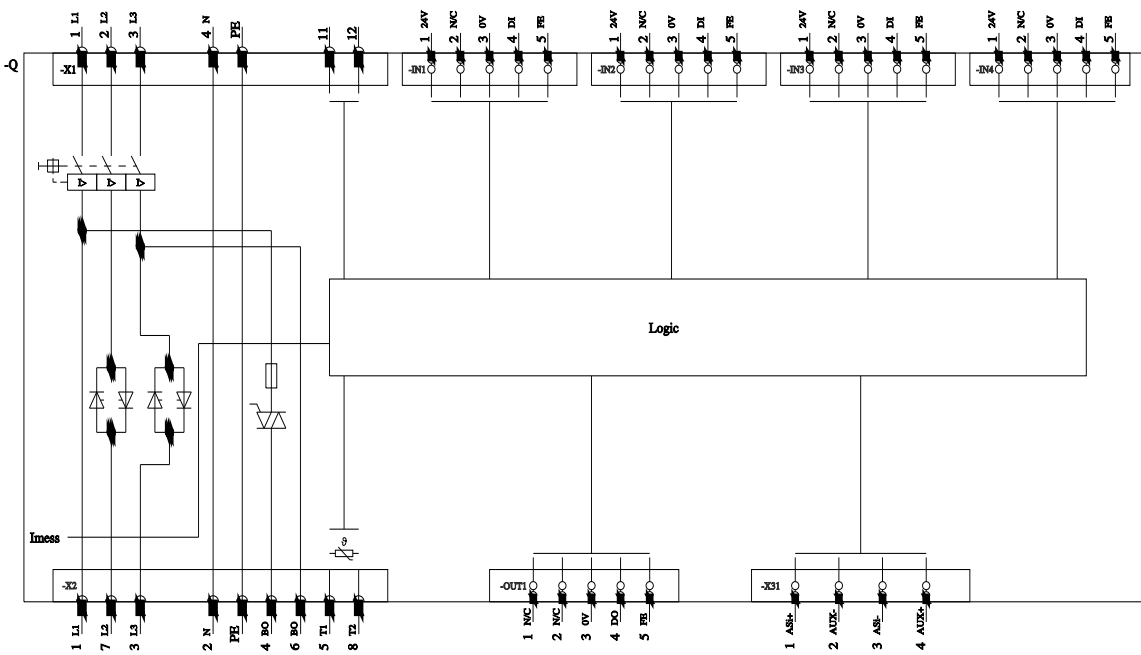 1 L1
2 L2
3 L3
4 N
PE
11
12
1 24V
2 N/C
3 0V
4 DI
5 FE
1 24V
2 N/C
3 0V
4 DI
5 FE
1 24V
2 N/C
3 0V
4 DI
5 FE
1 24V
2 N/C
3 0V
4 DI
5 FE
-Q
-X1
-IN1
-IN2
-IN3
-IN4
Logic
Imess
ϑ
-X2
-OUT1
-X31
1 L1
7 L2
3 L3
2 N
PE
4 BO
6 BO
5 T1
8 T2
1 N/C
2 N/C
3 0V
4 DO
5 FE
1 ASi+
2 AUX-
3 ASi-
4 AUX+